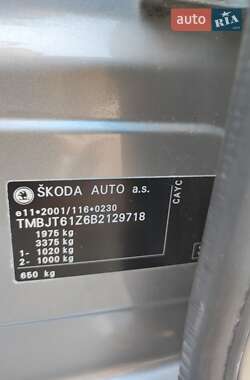 auto.ria.com
ŠKODA AUTO a.s.
e11*2001/116*0230
TMBJT61Z6B2129718
1975 kg
3375 kg
1- 1020 kg
2- 1000 kg
650 kg
CAYC